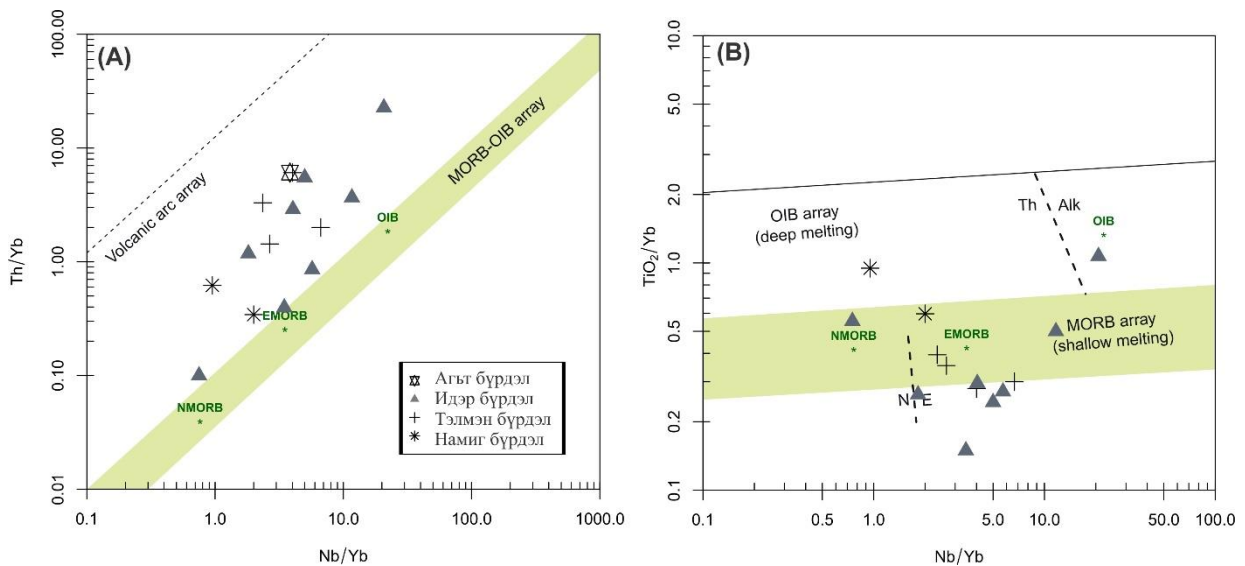 (A)
100.00
10.00
1.00
0.10
0.01
Th/Yb
Volcanic arc array
MORB-OIB array
OIB
*
EMORB
*
NMORB
*
Агът бүрдэл
Идэр бүрдэл
Тэлмэн бүрдэл
Намиг бүрдэл
0.1
1.0
10.0
100.0
1000.0
Nb/Yb
(B)
10.0
5.0
2.0
1.0
0.5
0.2
0.1
TiO2/Yb
OIB array
(deep melting)
Th Alk
OIB
*
NMORB
*
EMORB
*
MORB array
(shallow melting)
N E
0.1
0.5
1.0
5.0
10.0
50.0
100.0
Nb/Yb